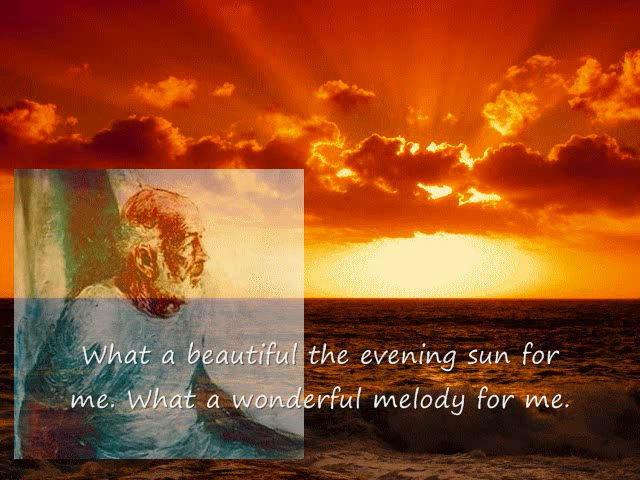 What a beautiful the evening sun for
me. What a wonderful melody for me.